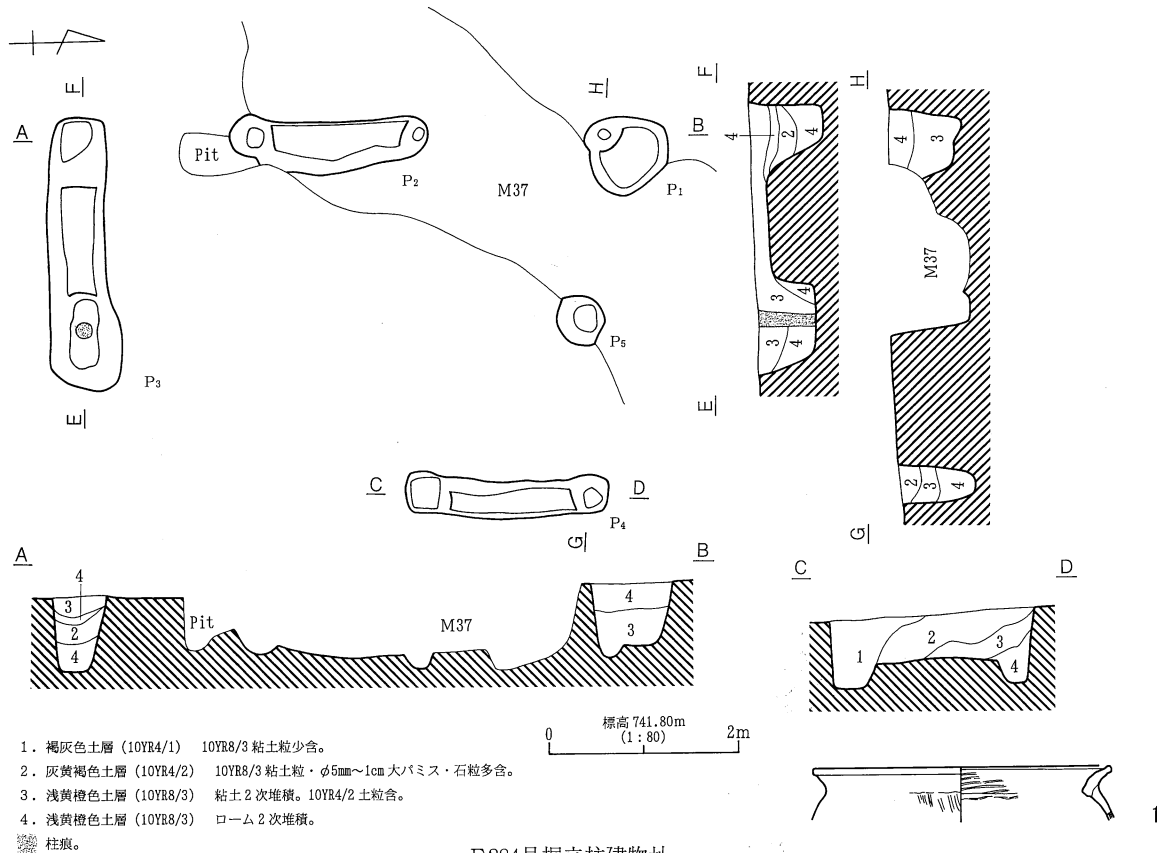 F
A
Pit
P2
H
B
M37
P1
P5
P3
E
C
D
P4
G
F
4
2
4
3
4
3
4
E
H
4
3
M37
2
3
4
G
A
4
3
2
4
Pit
M37
B
4
3
C
D
1
2
3
4
標高 741.80m
(1:80)
0
2m
1．褐灰色土層 (10YR4/1)　10YR8/3 粘土粒少含。
2．灰黄褐色土層 (10YR4/2)　10YR8/3 粘土粒・φ5mm～1cm 大パミス・石粒多含。
3．浅黄橙色土層 (10YR8/3)　粘土2次堆積。10YR4/2 土粒含。
4．浅黄橙色土層 (10YR8/3)　ローム2次堆積。
柱痕。
1